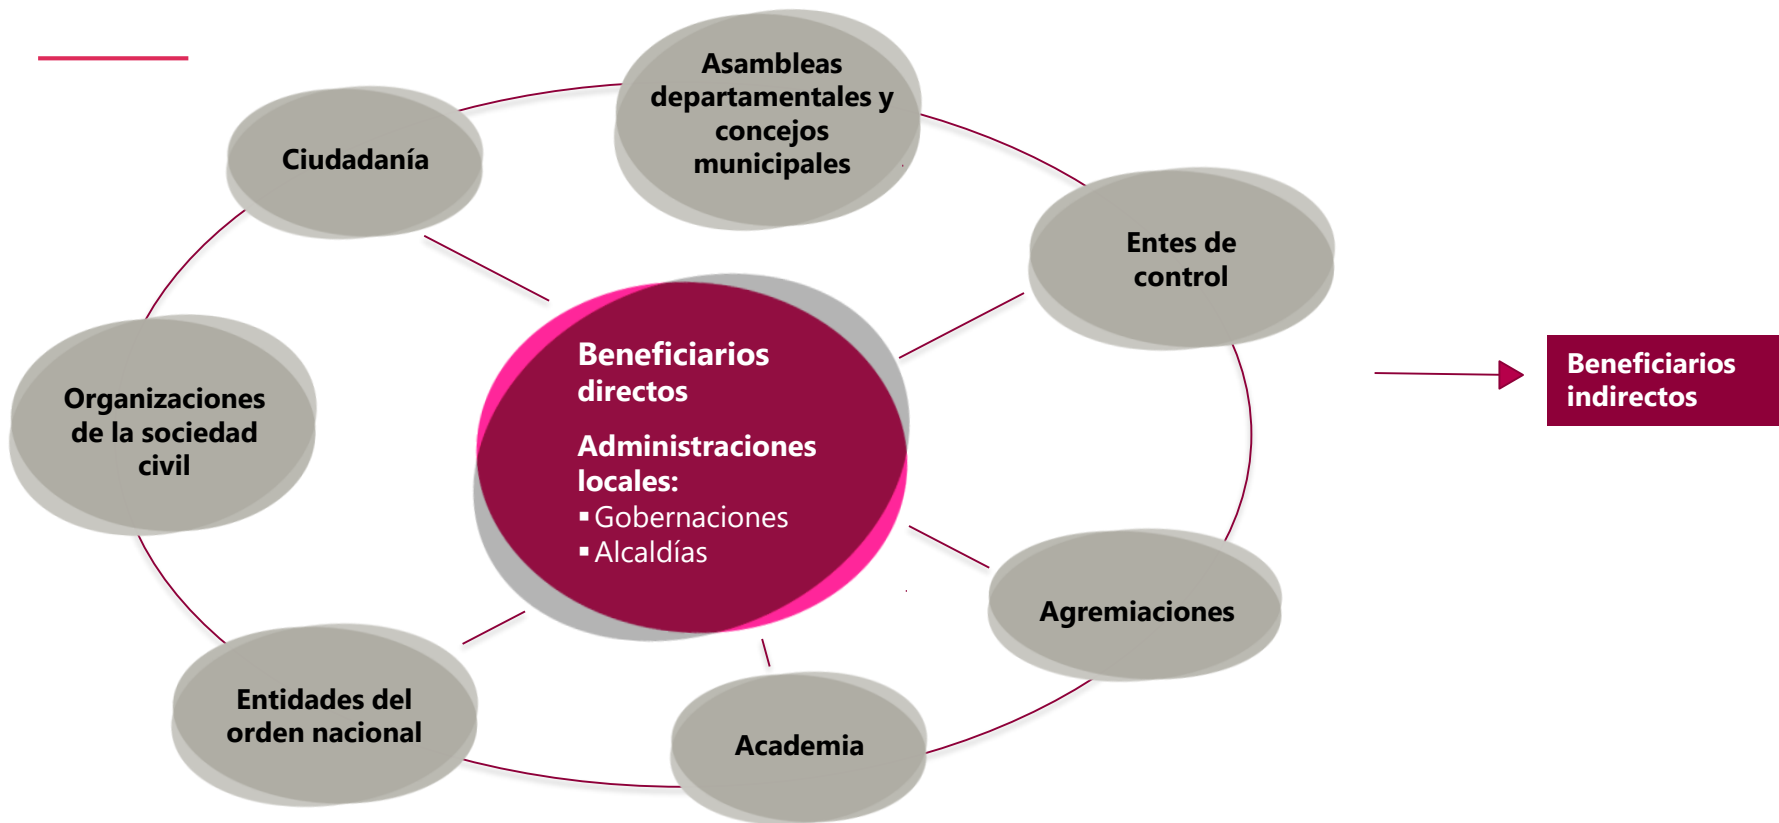 Asambleas
departamentales y
concejos
municipales
Ciudadanía
Entes de
control
Beneficiarios
directos
Administraciones
locales:
▪ Gobernaciones
▪ Alcaldías
Beneficiarios
indirectos
Organizaciones
de la sociedad
civil
Agremiaciones
Entidades del
orden nacional
Academia